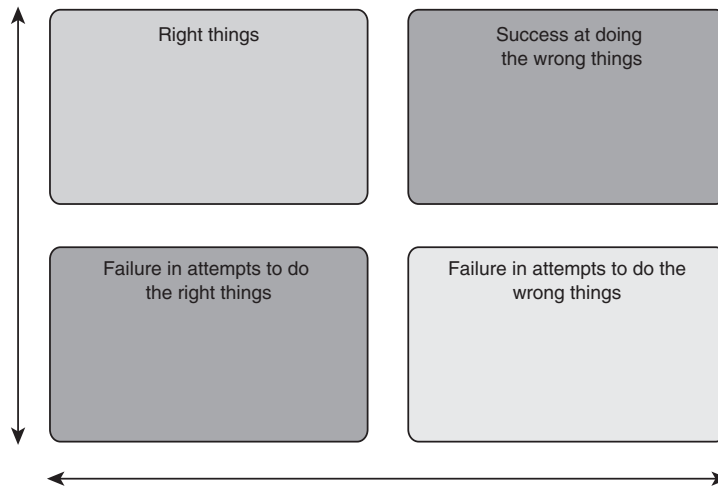 Right things
Success at doing
the wrong things
Failure in attempts to do
the right things
Failure in attempts to do the
wrong things